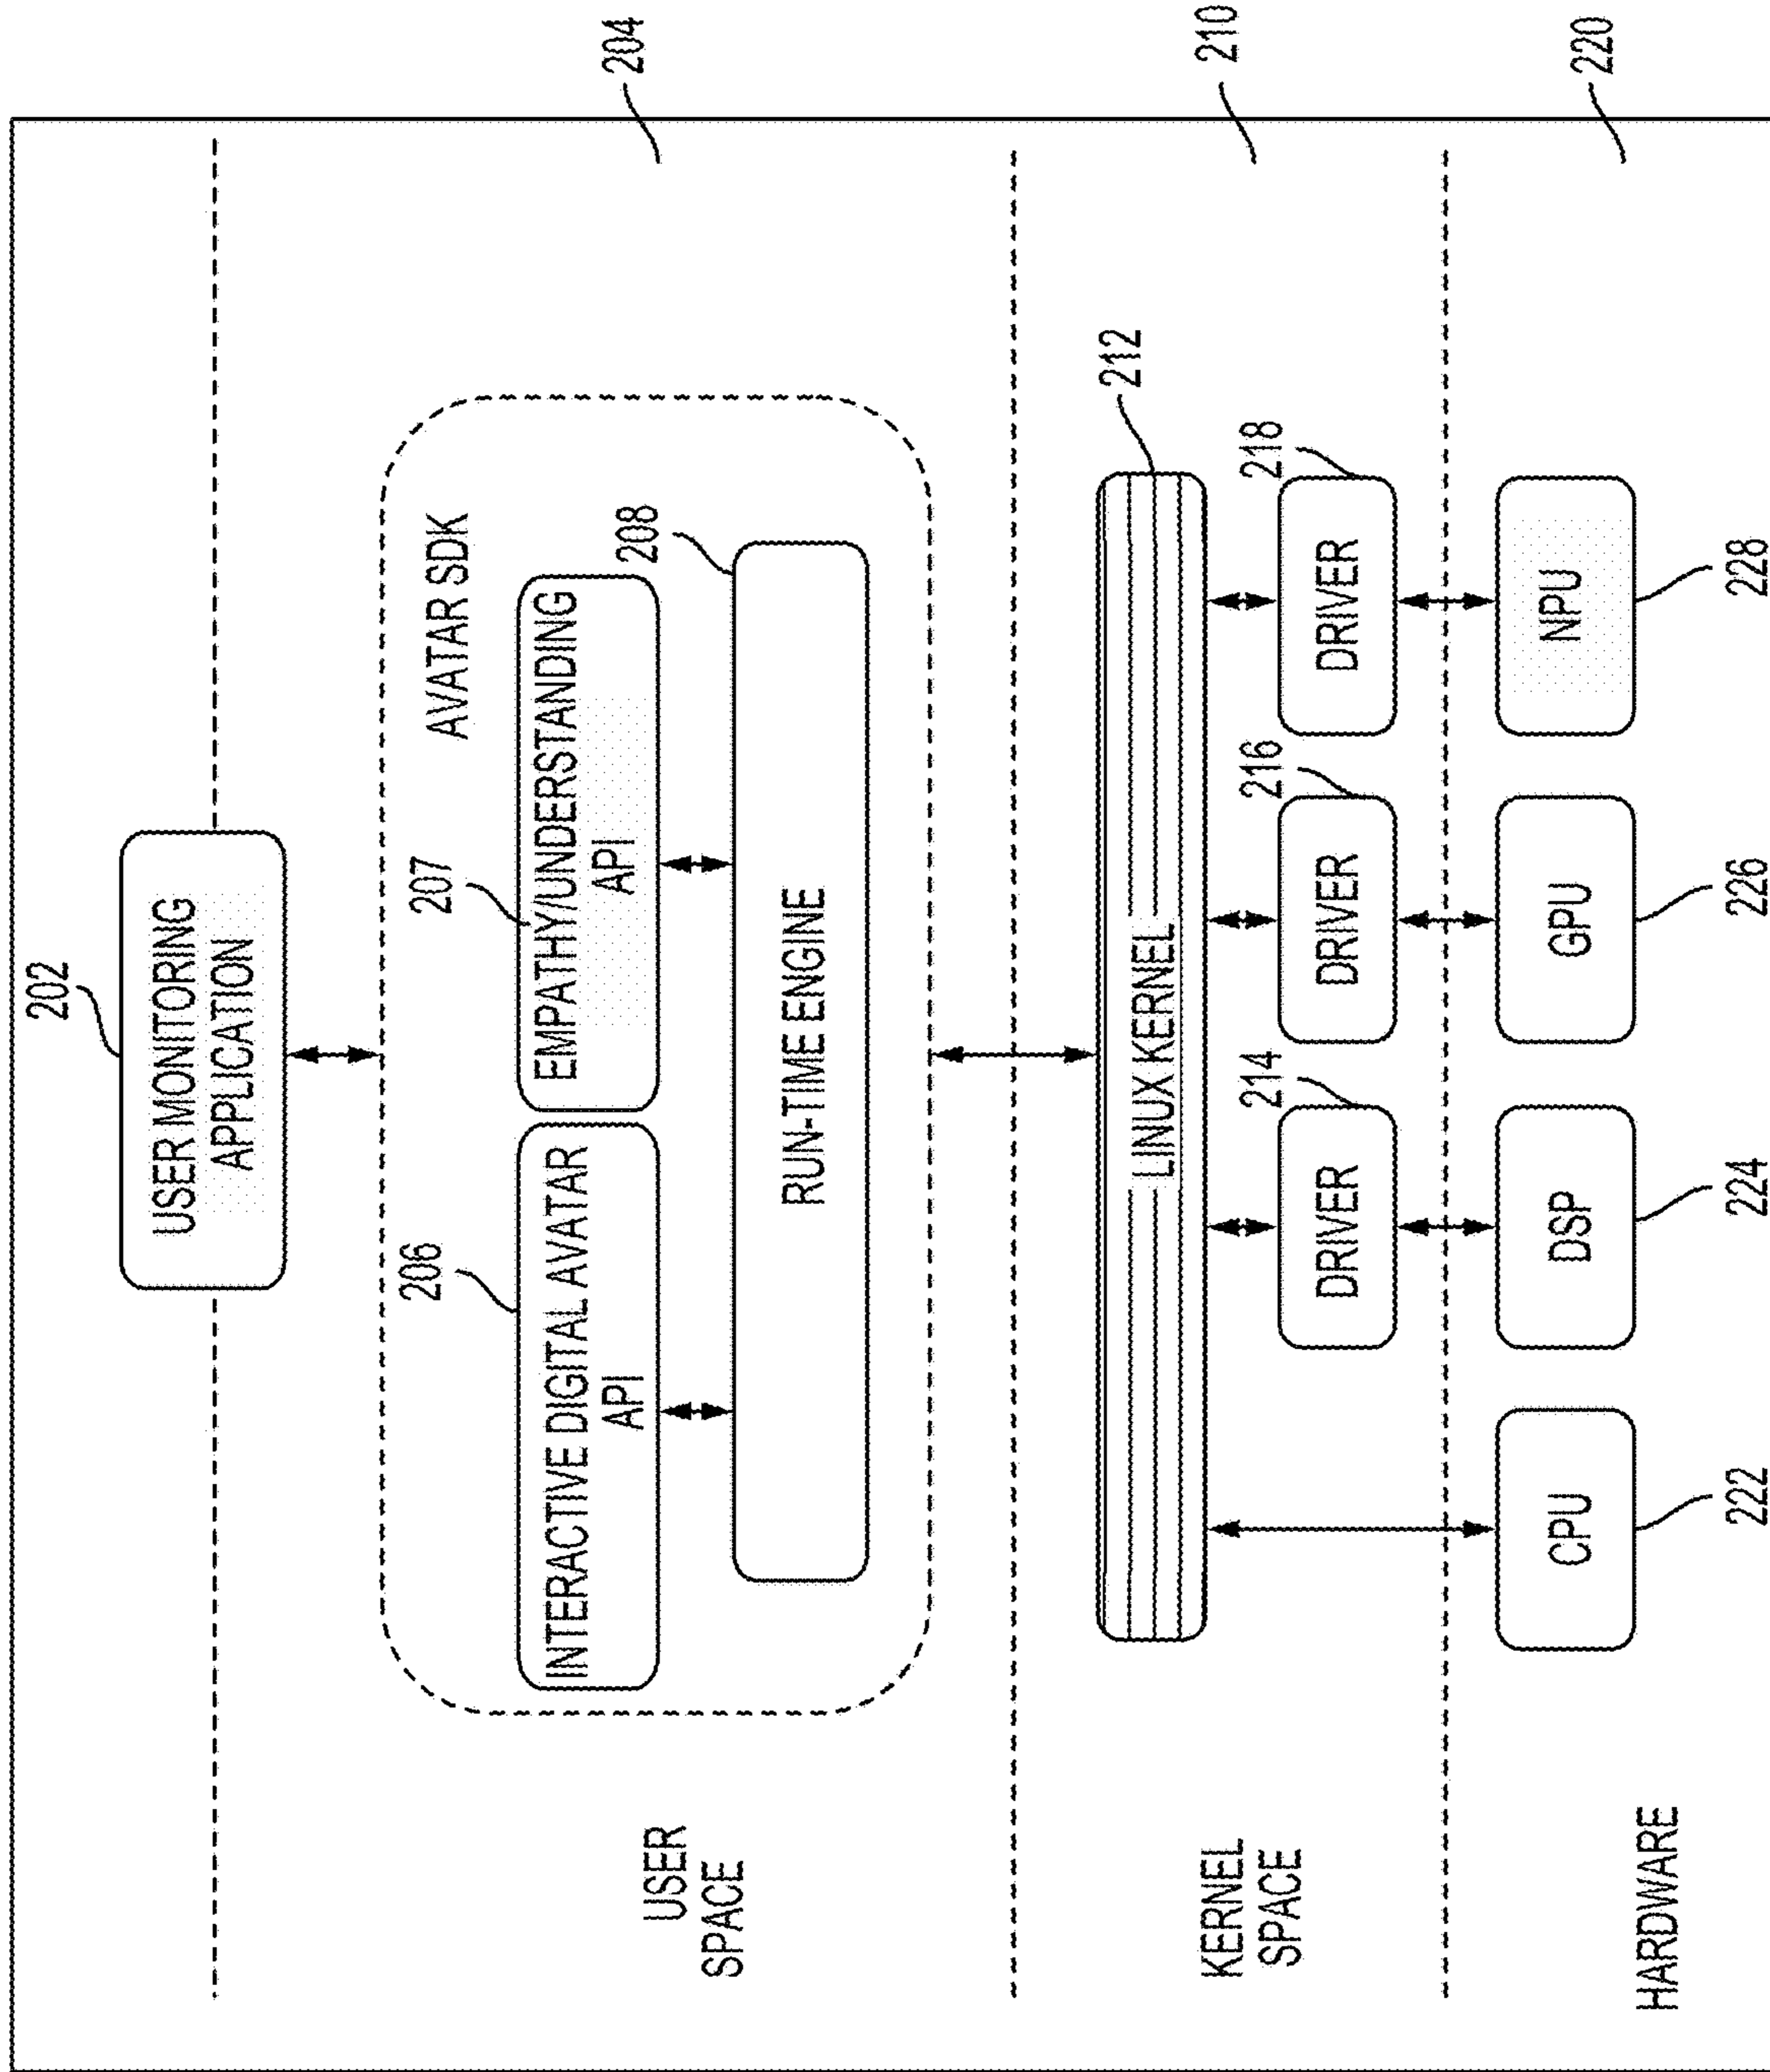 202
USER MONITORING
APPLICATION
204
AVATAR SDK
206
INTERACTIVE DIGITAL AVATAR
API
207
EMPATHY/UNDERSTANDING
API
208
RUN-TIME ENGINE
USER
SPACE
210
212
LINUX KERNEL
214
DRIVER
216
DRIVER
218
DRIVER
KERNEL
SPACE
220
CPU
DSP
GPU
NPU
222
224
226
228
HARDWARE